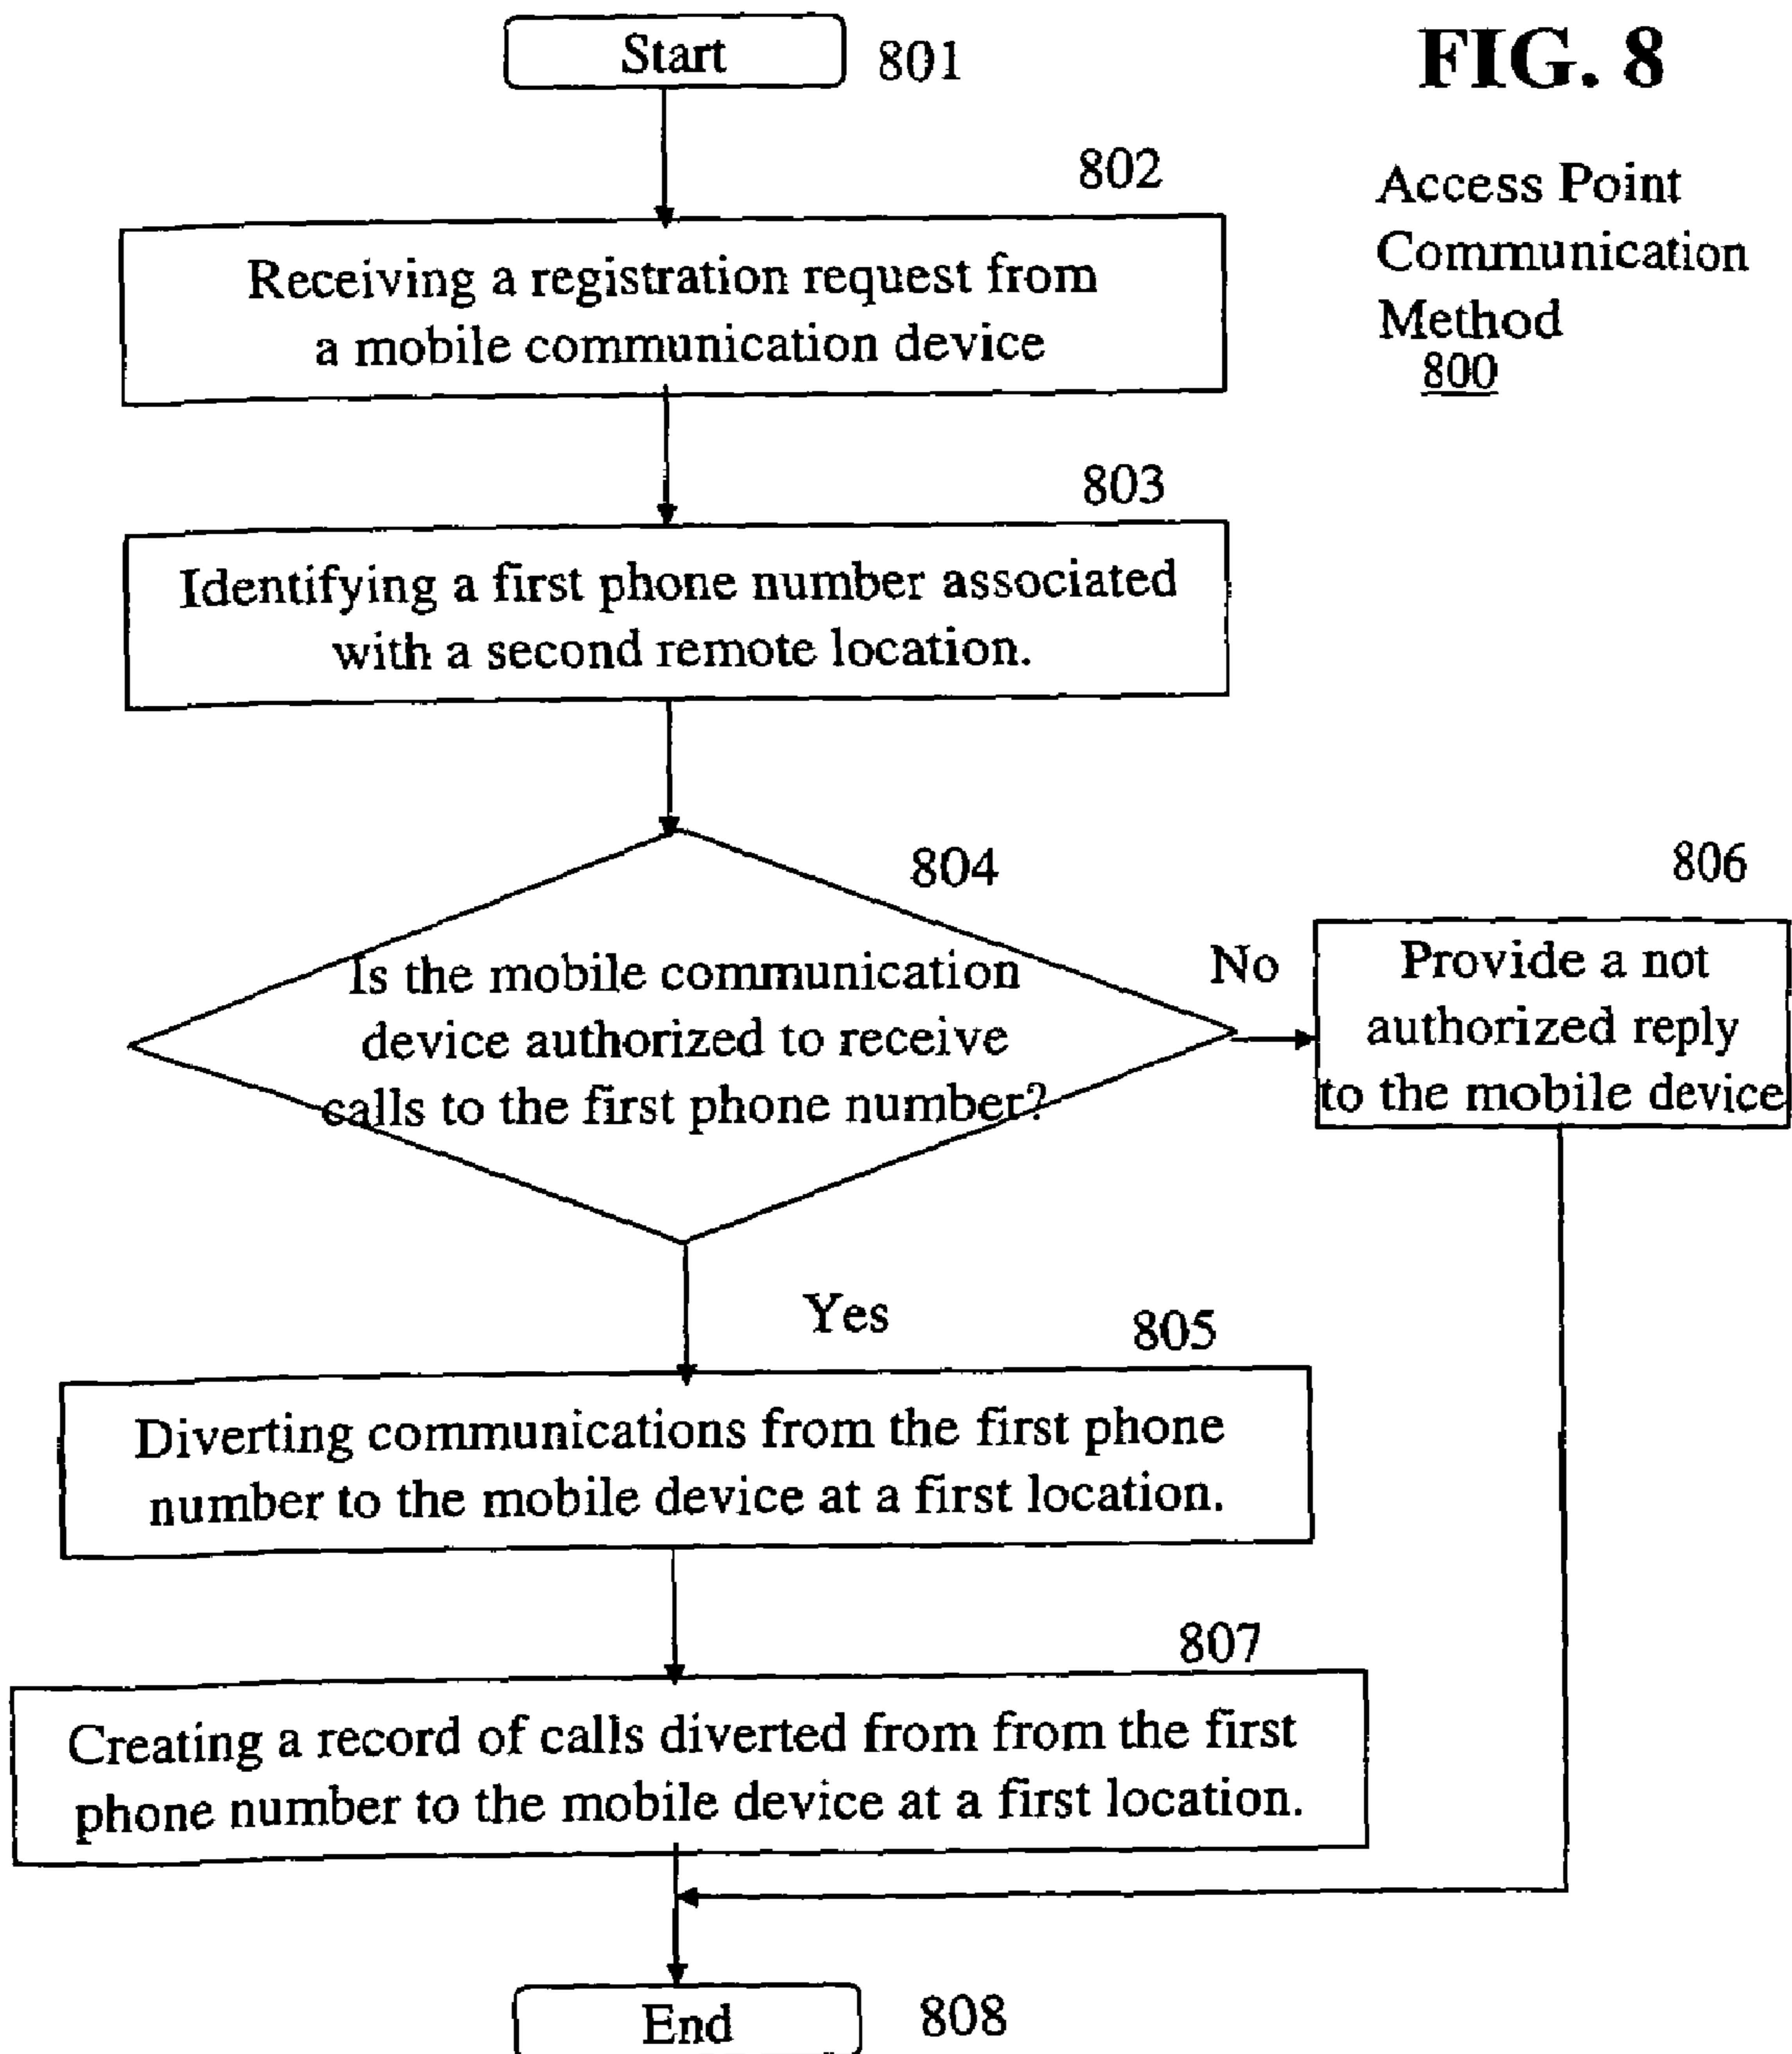 Start
801
FIG. 8
Access Point
Communication
Method
800
802
Receiving a registration request from
a mobile communication device
803
Identifying a first phone number associated
with a second remote location.
804
Is the mobile communication
device authorized to receive
calls to the first phone number?
No
806
Provide a not
authorized reply
to the mobile device
Yes
805
Diverting communications from the first phone
number to the mobile device at a first location.
807
Creating a record of calls diverted from from the first
phone number to the mobile device at a first location.
End
808